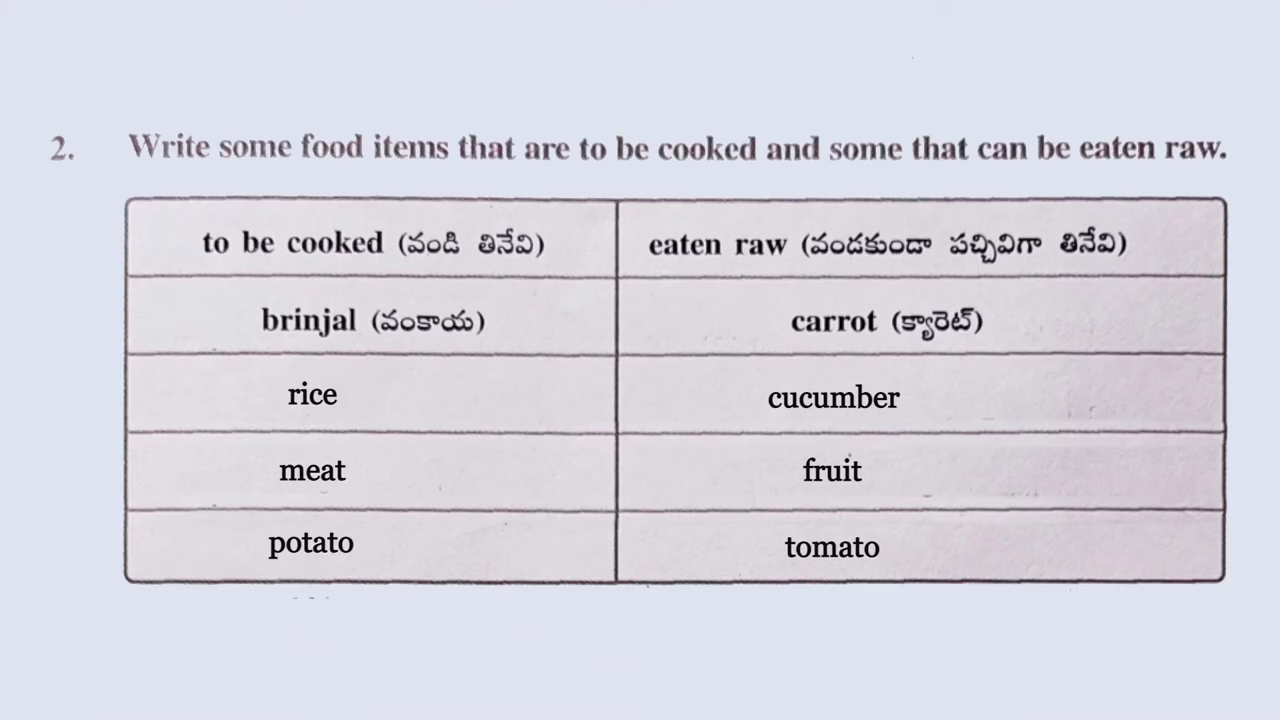 2. Write some food items that are to be cooked and some that can be eaten raw.
to be cooked (వండి తినేవి) eaten raw (వండకుండా పచ్చివిగా తినేవి)
brinjal (వంకాయ) carrot (క్యారెట్)
rice cucumber
meat fruit
potato tomato